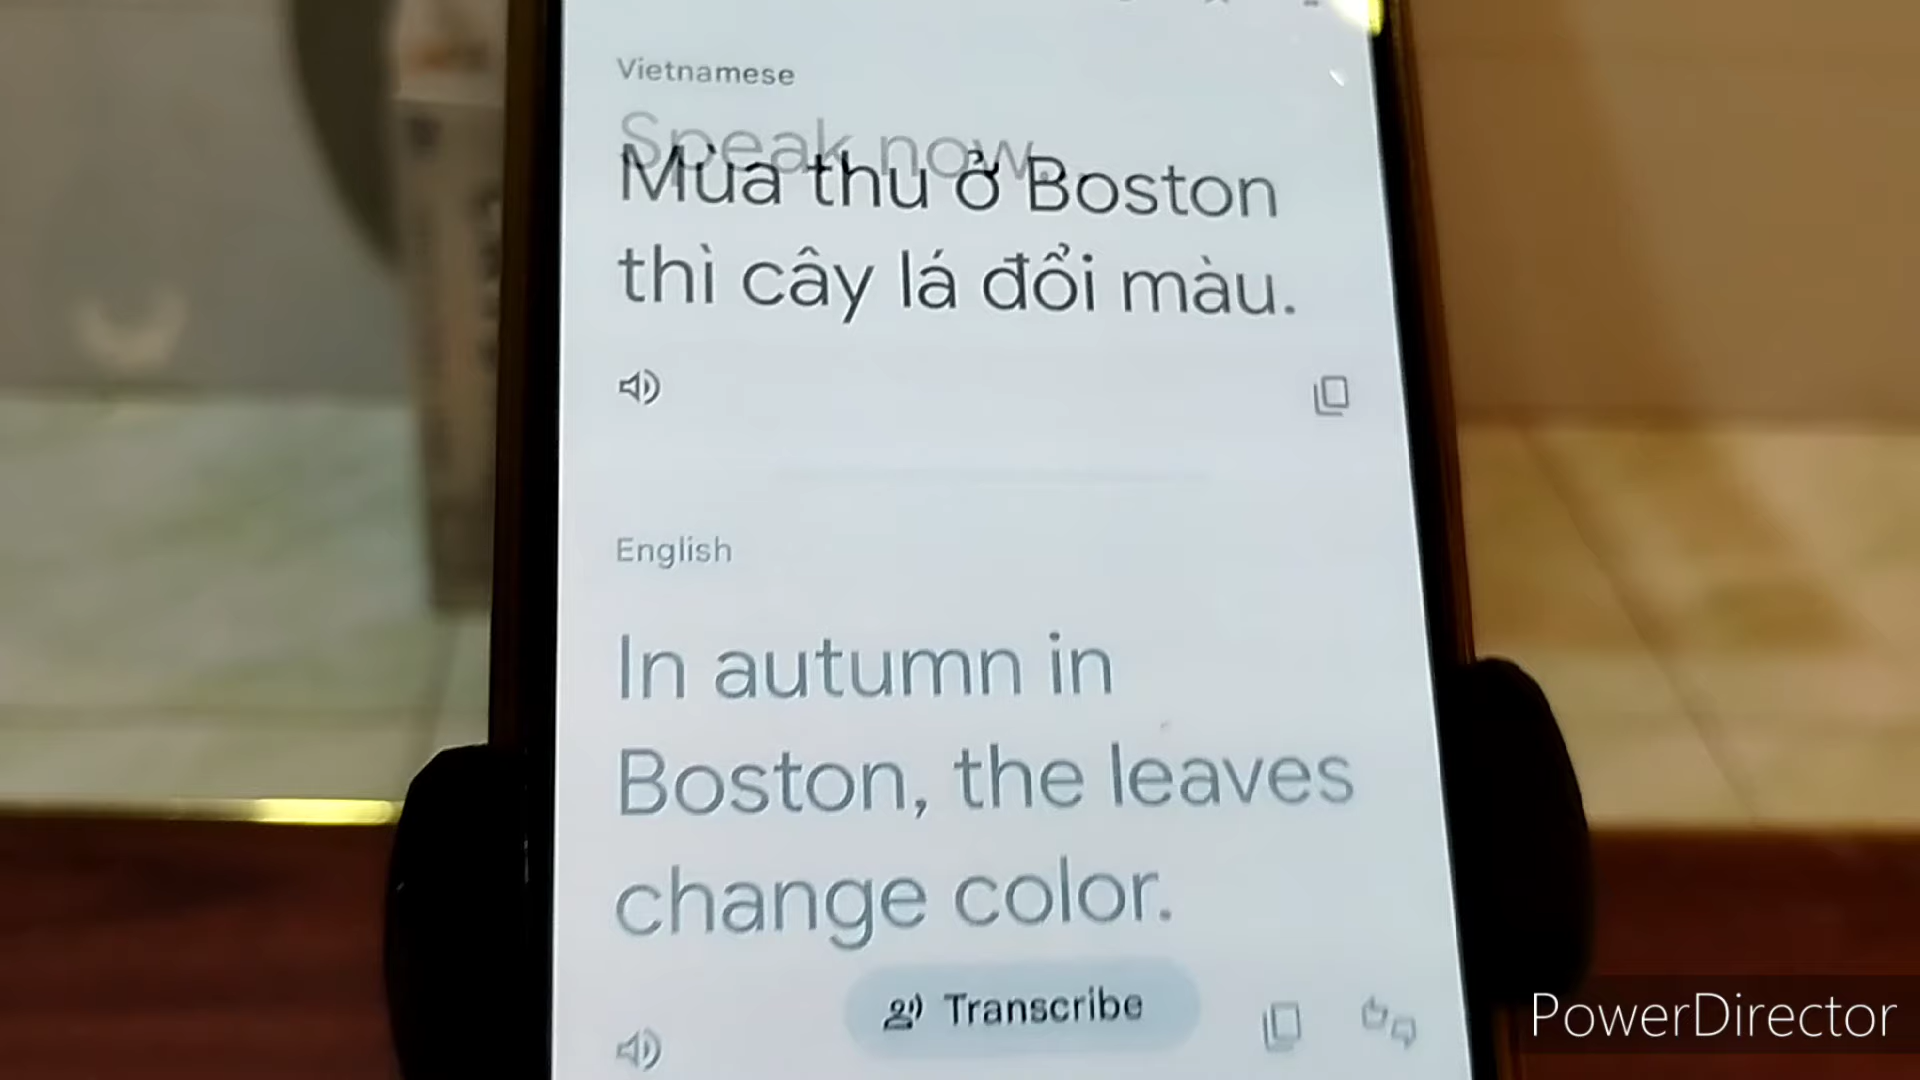 Vietnamese
Speak now...
Mùa thu ở Boston
thì cây lá đổi màu.
English
In autumn in
Boston, the leaves
change color.
Transcribe
PowerDirector